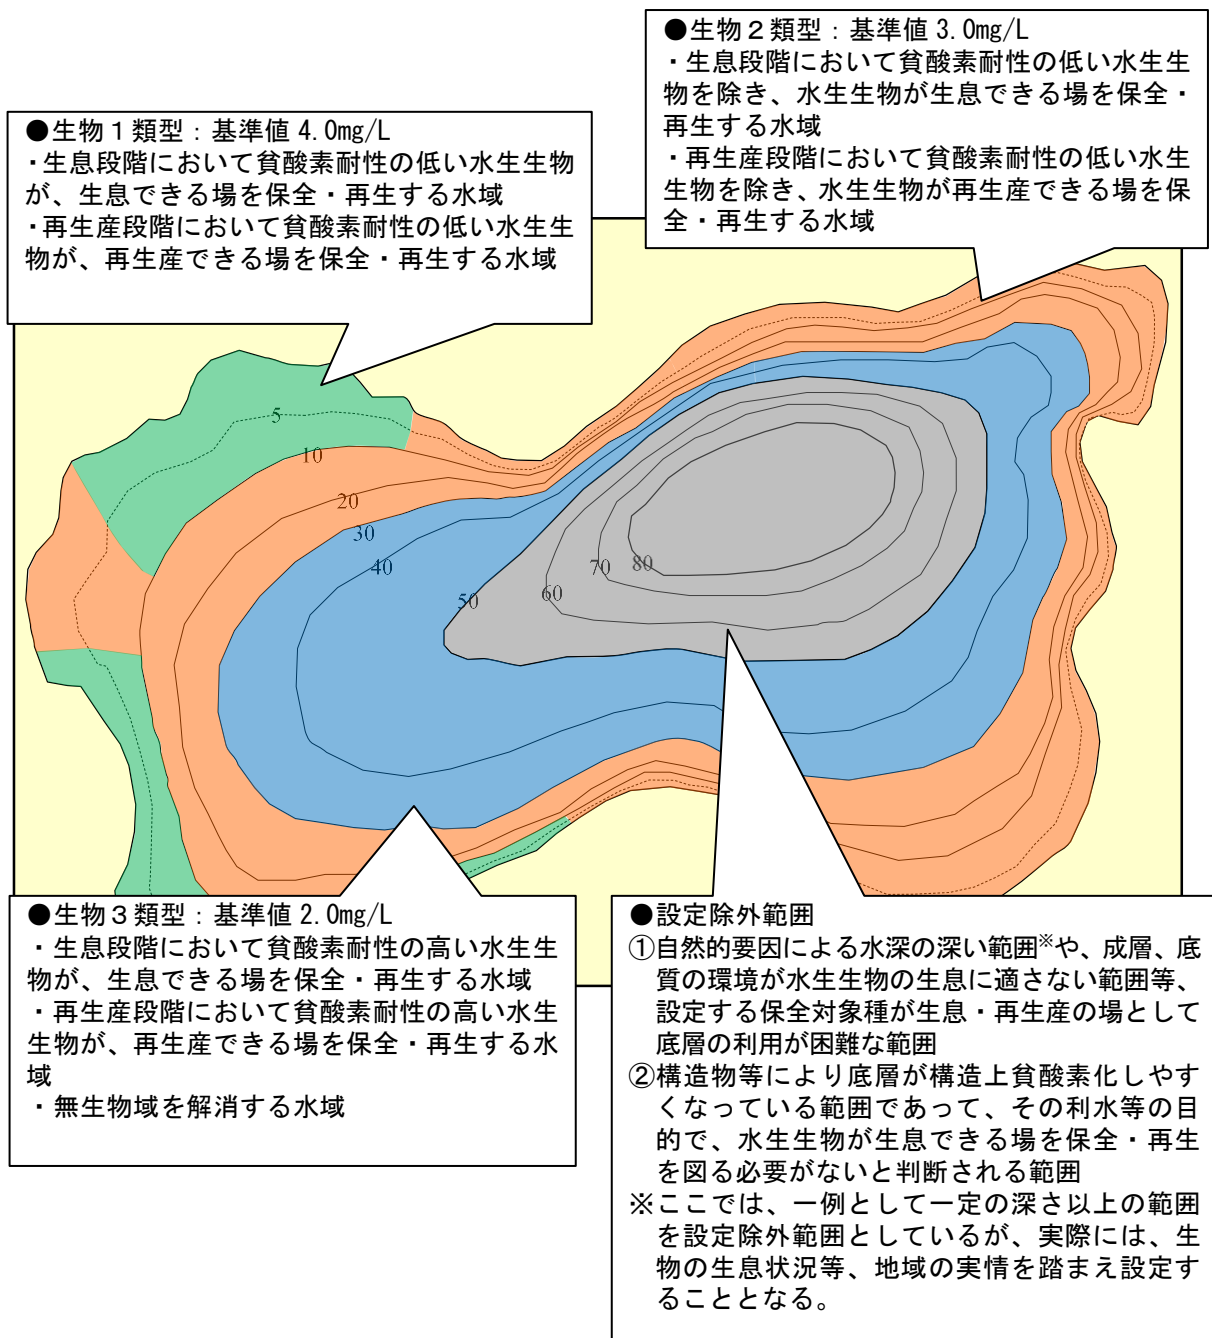 ●生物２類型：基準値 3.0mg/L
・生息段階において貧酸素耐性の低い水生生
物を除き、水生生物が生息できる場を保全・
再生する水域
・再生産段階において貧酸素耐性の低い水生
生物を除き、水生生物が再生産できる場を保
全・再生する水域
●生物１類型：基準値 4.0mg/L
・生息段階において貧酸素耐性の低い水生生物
が、生息できる場を保全・再生する水域
・再生産段階において貧酸素耐性の低い水生生
物が、再生産できる場を保全・再生する水域
5
10
20
30
40
50
60
70
80
●生物３類型：基準値 2.0mg/L
・生息段階において貧酸素耐性の高い水生生
物が、生息できる場を保全・再生する水域
・再生産段階において貧酸素耐性の高い水生
生物が、再生産できる場を保全・再生する水
域
・無生物域を解消する水域
●設定除外範囲
①自然的要因による水深の深い範囲※や、成層、底
質の環境が水生生物の生息に適さない範囲等、
設定する保全対象種が生息・再生産の場として
底層の利用が困難な範囲
②構造物等により底層が構造上貧酸素化しやす
くなっている範囲であって、その利水等の目
的で、水生生物が生息できる場を保全・再生
を図る必要がないと判断される範囲
※ここでは、一例として一定の深さ以上の範囲
を設定除外範囲としているが、実際には、生
物の生息状況等、地域の実情を踏まえ設定す
ることとなる。